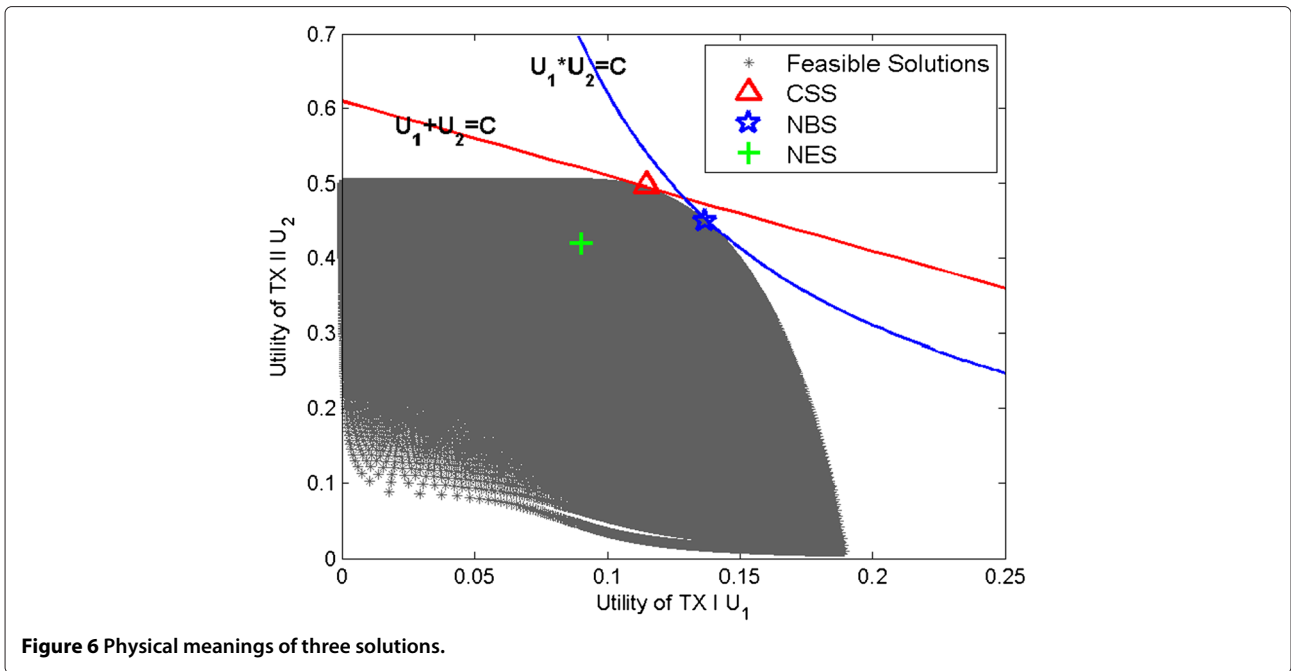 0.7
0.6
0.5
0.4
0.3
0.2
0.1
0
Utility of TX II U₂
U₁*U₂=C
U₁+U₂=C
Feasible Solutions
CSS
NBS
NES
0
0.05
0.1
0.15
0.2
0.25
Utility of TX I U₁
Figure 6 Physical meanings of three solutions.